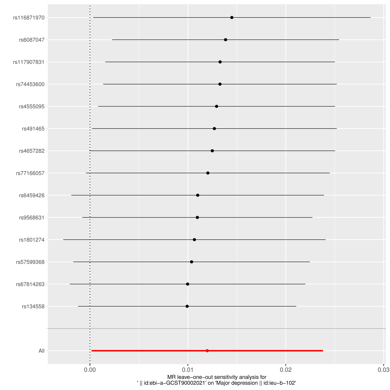 rs116871970
rs6087047
rs117907831
rs74453600
rs4555095
rs491465
rs4657282
rs77166057
rs6459426
rs9568631
rs1801274
rs57599368
rs67814263
rs134558
All
0.00 0.01 0.02 0.03
MR leave−one−out sensitivity analysis for
' || id:ebi−a−GCST90002021' on 'Major depression || id:ieu−b−102'